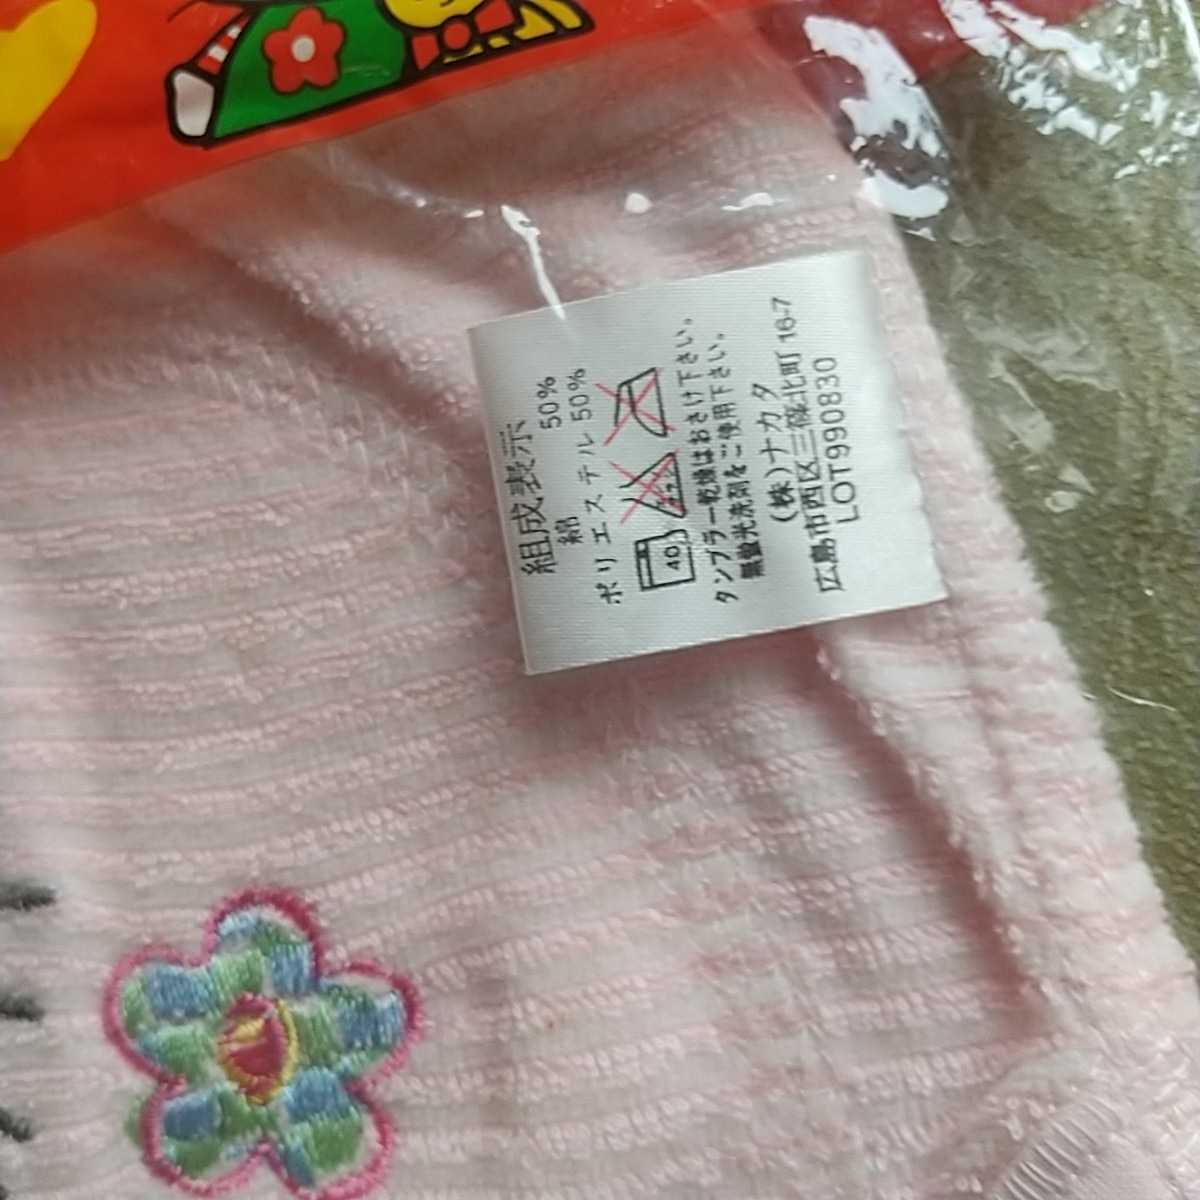 組成表示
綿 50%
ポリエステル 50%
40
タンブラー乾燥はおさけ下さい。
無蛍光洗剤をご使用下さい。
(株)ナカタ
広島市西区三篠北町 16-7
LOT990830